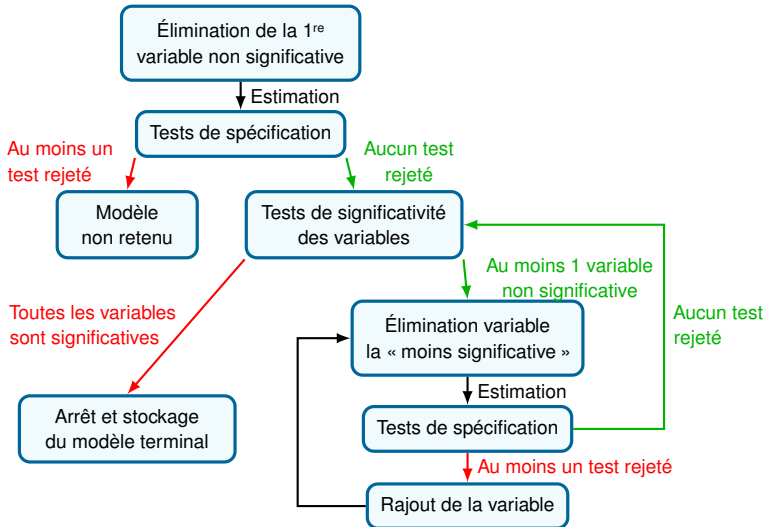 Élimination de la 1re
variable non significative
Estimation
Tests de spécification
Au moins un
test rejeté
Aucun test
rejeté
Modèle
non retenu
Tests de significativité
des variables
Au moins 1 variable
non significative
Toutes les variables
sont significatives
Aucun test
rejeté
Élimination variable
la « moins significative »
Estimation
Arrêt et stockage
du modèle terminal
Tests de spécification
Au moins un test rejeté
Rajout de la variable